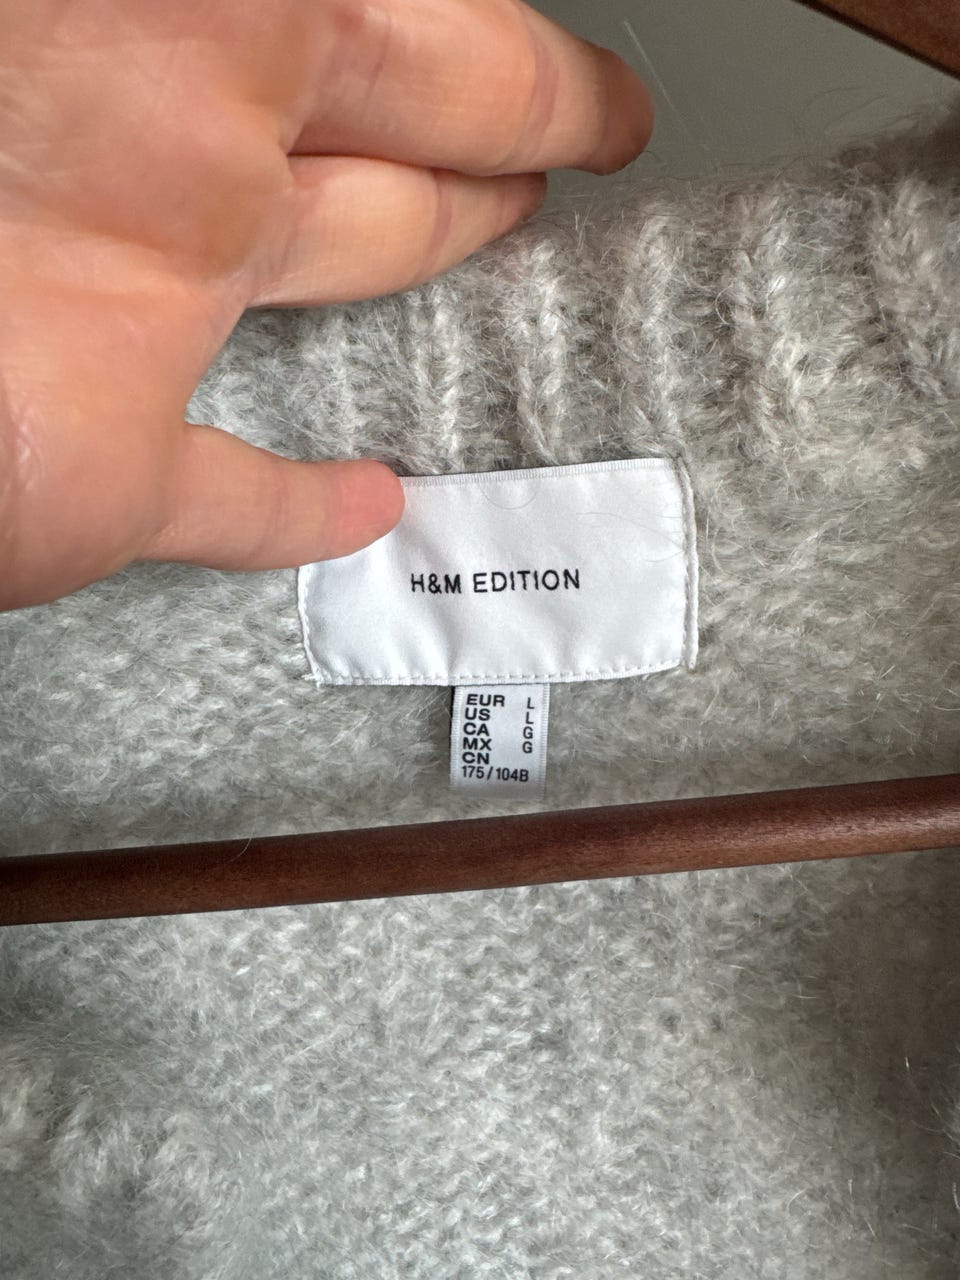 H&M EDITION
EUR L
US L
CA G
MX G
CN
175/104B